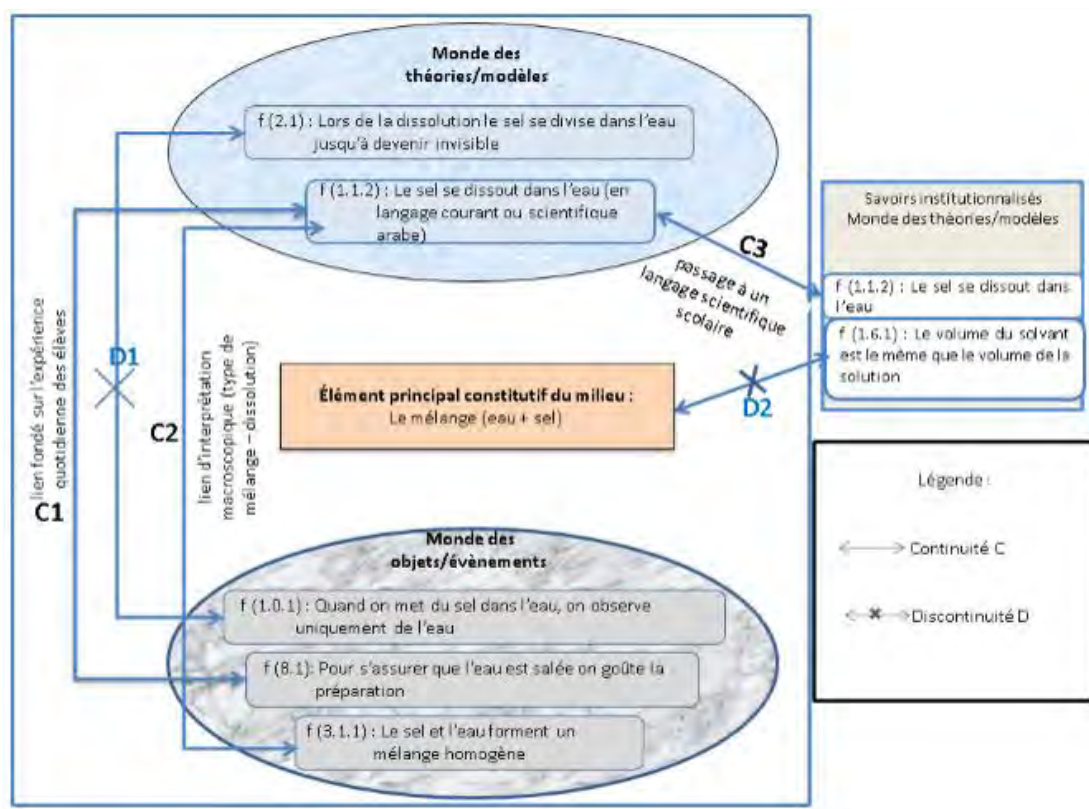 Monde des
théories/modèles
f (2.1) : Lors de la dissolution le sel se divise dans l'eau
jusqu'à devenir invisible
f (1.1.2) : Le sel se dissout dans l'eau (en
langage courant ou scientifique
arabe)
Savoirs institutionnalisés
Monde des théories/modèles
f (1.1.2) : Le sel se dissout dans
l'eau
f (1.6.1) : Le volume du solvant
est le même que le volume de la
solution
C3
passage à un
langage scientifique
scolaire
D1
D2
C2
C1
lien fondé sur l'expérience
quotidienne des élèves
lien d'interprétation
macroscopique (type de
mélange – dissolution)
Élément principal constitutif du milieu :
Le mélange (eau + sel)
Légende :
Continuité C
Discontinuité D
Monde des
objets/évènements
f (1.0.1) : Quand on met du sel dans l'eau, on observe
uniquement de l'eau
f (8.1): Pour s'assurer que l'eau est salée on goûte la
préparation
f (3.1.1) : Le sel et l'eau forment un
mélange homogène